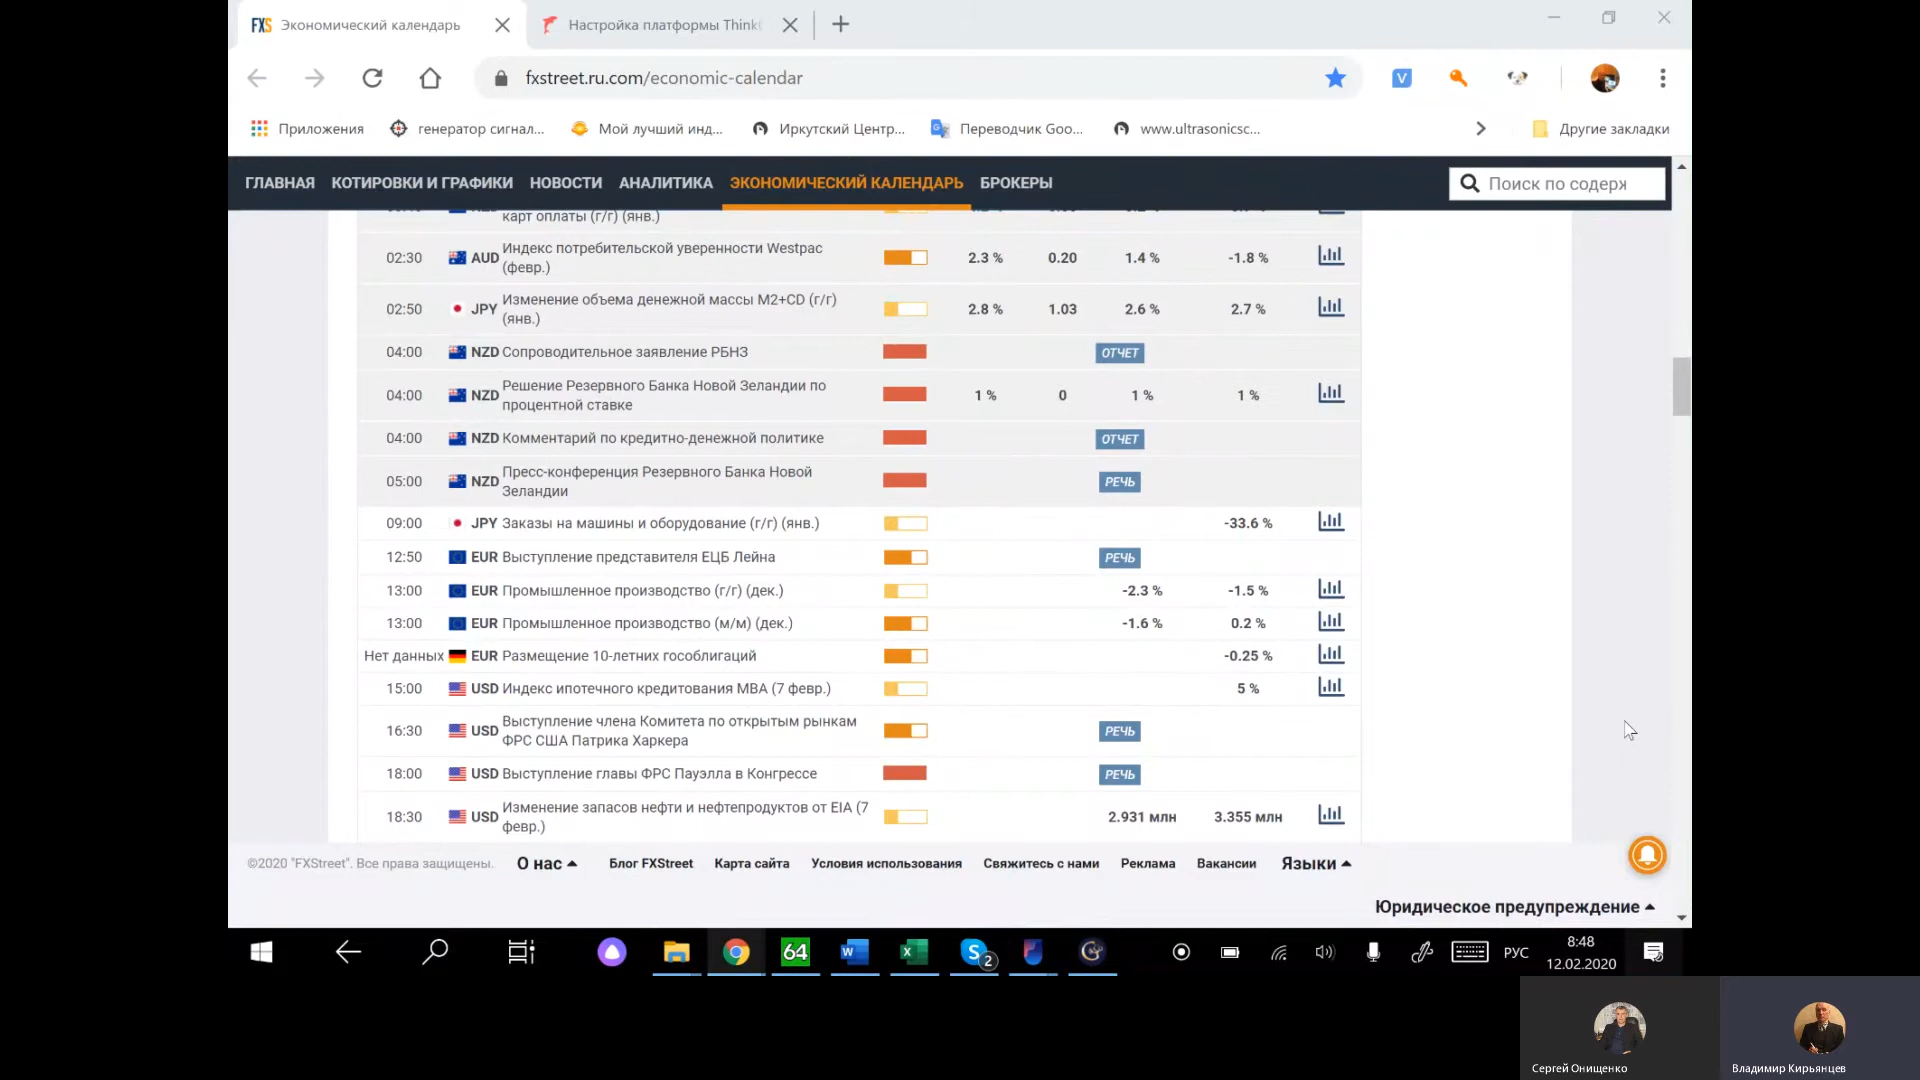 FXS Экономический календарь
Настройка платформы Think
fxstreet.ru.com/economic-calendar
V
Приложения
генератор сигнал...
Мой лучший инд...
Иркутский Центр...
Переводчик Goo...
www.ultrasonicsc...
Другие закладки
ГЛАВНАЯ КОТИРОВКИ И ГРАФИКИ НОВОСТИ АНАЛИТИКА ЭКОНОМИЧЕСКИЙ КАЛЕНДАРЬ БРОКЕРЫ
Поиск по содерж
карт оплаты (г/г) (янв.)
02:30 AUD Индекс потребительской уверенности Westpac (февр.) 2.3 % 0.20 1.4 % -1.8 %
02:50 JPY Изменение объема денежной массы M2+CD (г/г) (янв.) 2.8 % 1.03 2.6 % 2.7 %
04:00 NZD Сопроводительное заявление РБНЗ ОТЧЕТ
04:00 NZD Решение Резервного Банка Новой Зеландии по процентной ставке 1 % 0 1 % 1 %
04:00 NZD Комментарий по кредитно-денежной политике ОТЧЕТ
05:00 NZD Пресс-конференция Резервного Банка Новой Зеландии РЕЧЬ
09:00 JPY Заказы на машины и оборудование (г/г) (янв.) -33.6 %
12:50 EUR Выступление представителя ЕЦБ Лейна РЕЧЬ
13:00 EUR Промышленное производство (г/г) (дек.) -2.3 % -1.5 %
13:00 EUR Промышленное производство (м/м) (дек.) -1.6 % 0.2 %
Нет данных EUR Размещение 10-летних гособлигаций -0.25 %
15:00 USD Индекс ипотечного кредитования MBA (7 февр.) 5 %
16:30 USD Выступление члена Комитета по открытым рынкам ФРС США Патрика Харкера РЕЧЬ
18:00 USD Выступление главы ФРС Пауэлла в Конгрессе РЕЧЬ
18:30 USD Изменение запасов нефти и нефтепродуктов от EIA (7 февр.) 2.931 млн 3.355 млн
©2020 "FXStreet". Все права защищены. О нас Блог FXStreet Карта сайта Условия использования Свяжитесь с нами Реклама Вакансии Языки
Юридическое предупреждение
64
W
X
S
2
РУС
8:48
12.02.2020
Сергей Онищенко
Владимир Кирьянцев